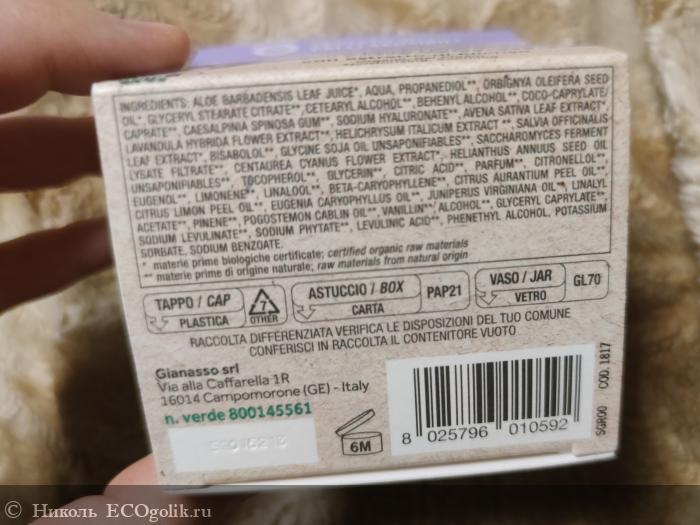 INGREDIENTS: ALOE BARBADENSIS LEAF JUICE*, AQUA, PROPANEDIOL**, ORBIGNYA OLEIFERA SEED
OIL*, GLYCERYL STEARATE CITRATE**, CETEARYL ALCOHOL**, BEHENYL ALCOHOL**, COCO-CAPRYLATE/
CAPRATE**, CAESALPINIA SPINOSA GUM**, SODIUM HYALURONATE**, AVENA SATIVA LEAF EXTRACT*,
LAVANDULA HYBRIDA FLOWER EXTRACT**, HELICHRYSUM ITALICUM EXTRACT**, SALVIA OFFICINALIS
LEAF EXTRACT*, BISABOLOL**, GLYCINE SOJA OIL UNSAPONIFIABLES**, SACCHAROMYCES FERMENT
LYSATE FILTRATE**, CENTAUREA CYANUS FLOWER EXTRACT**, HELIANTHUS ANNUUS SEED OIL
UNSAPONIFIABLES**, TOCOPHEROL**, GLYCERIN**, CITRIC ACID**, PARFUM**, CITRONELLOL**,
EUGENOL**, LIMONENE**, LINALOOL**, BETA-CARYOPHYLLENE**, CITRUS AURANTIUM PEEL OIL**,
CITRUS LIMON PEEL OIL**, EUGENIA CARYOPHYLLUS OIL**, JUNIPERUS VIRGINIANA OIL**, LINALYL
ACETATE**, PINENE**, POGOSTEMON CABLIN OIL**, VANILLIN**, ALCOHOL**, GLYCERYL CAPRYLATE**,
SODIUM LEVULINATE**, SODIUM PHYTATE**, LEVULINIC ACID**, PHENETHYL ALCOHOL, POTASSIUM
SORBATE, SODIUM BENZOATE.
* materie prime biologiche certificate; certified organic raw materials
** materie prime di origine naturale; raw materials from natural origin
TAPPO / CAP
PLASTICA
7
OTHER
ASTUCCIO / BOX
CARTA
PAP21
VASO / JAR
VETRO
GL70
RACCOLTA DIFFERENZIATA VERIFICA LE DISPOSIZIONI DEL TUO COMUNE
CONFERISCI IN RACCOLTA IL CONTENITORE VUOTO
Gianasso srl
Via alla Caffarella 1R
16014 Campomorone (GE) - Italy
n. verde 800145561
6M
8 025796 010592
SGR00 COD. 1817
Николь ECOgolik.ru